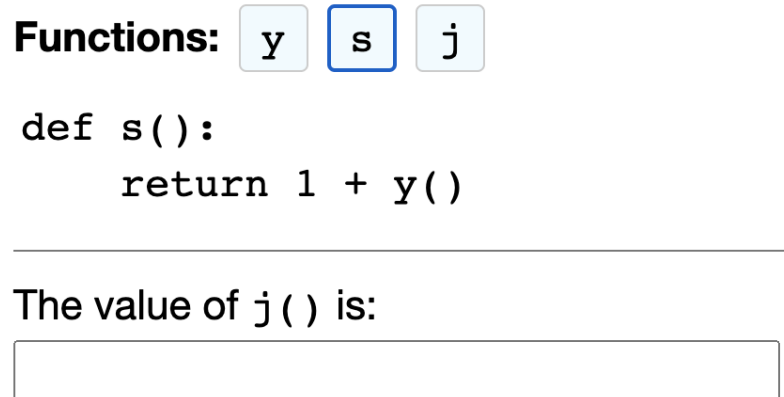 Functions: y s j
def s():
    return 1 + y()
The value of j() is: